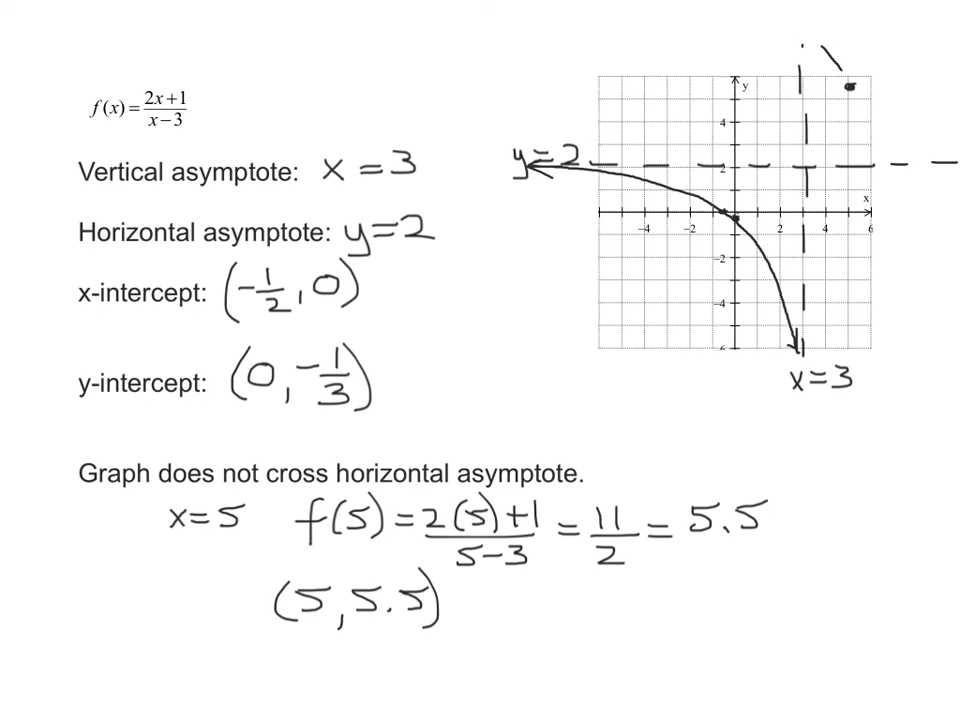 f(x) = (2x+1)/(x−3)
Vertical asymptote: x = 3
Horizontal asymptote: y=2
x-intercept: (−1/2, 0)
y-intercept: (0, −1/3)
Graph does not cross horizontal asymptote.
x=5 f(5) = (2(5)+1)/(5−3) = 11/2 = 5.5
(5, 5.5)
y
4
y=2
2
x
−4 −2 2 4 6
−2
−4
6
x=3